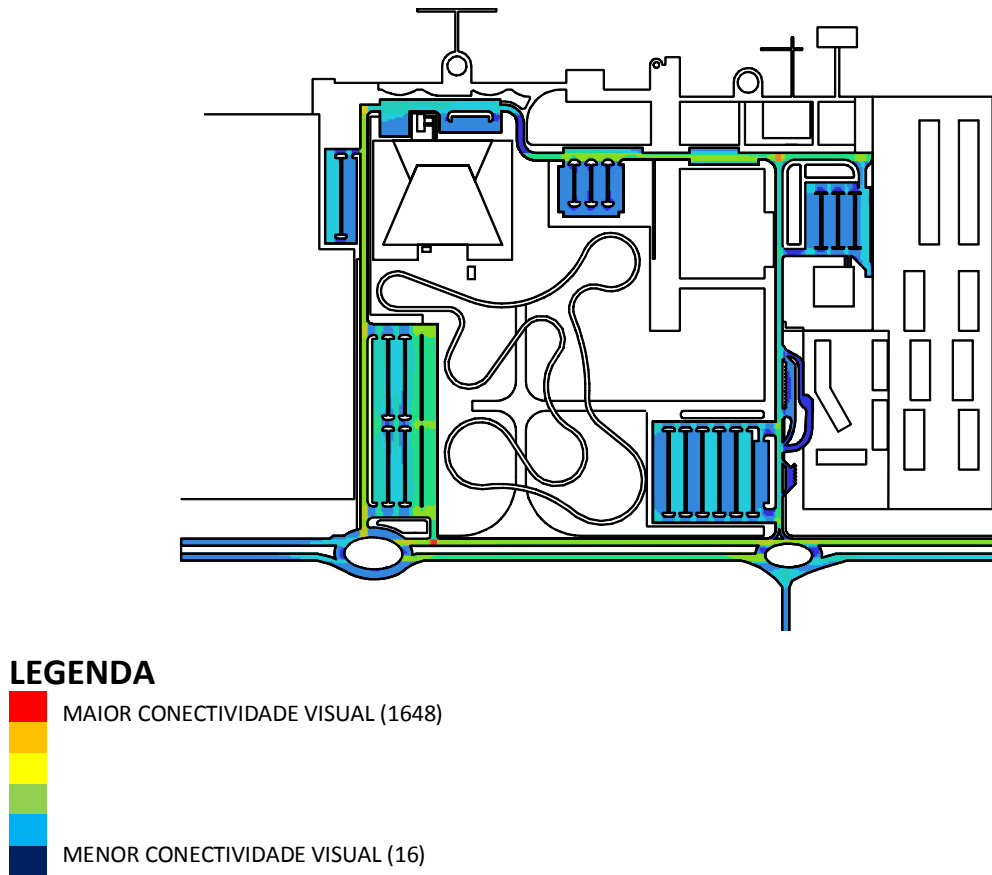 LEGENDA
MAIOR CONECTIVIDADE VISUAL (1648)
MENOR CONECTIVIDADE VISUAL (16)